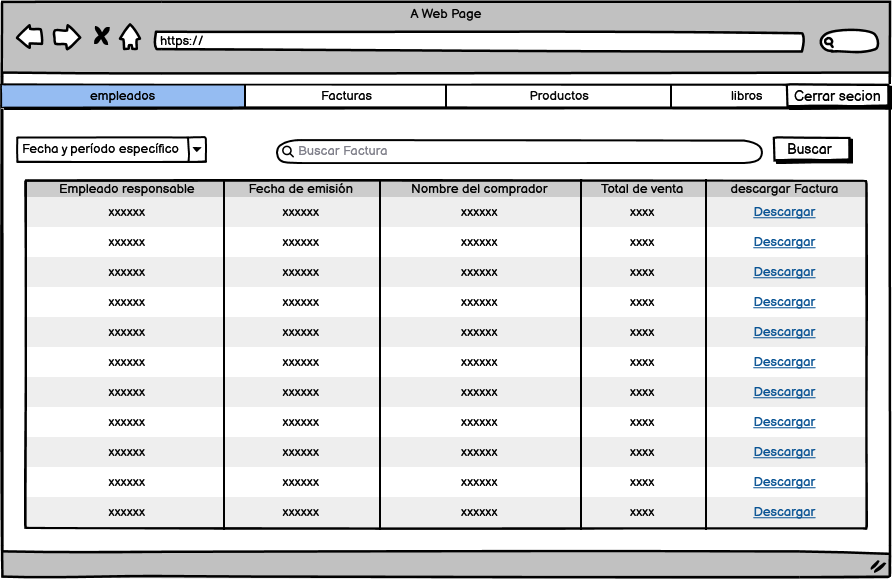 A Web Page
https://
empleados Facturas Productos libros Cerrar secion
Fecha y período específico Buscar Factura Buscar
Empleado responsable Fecha de emisión Nombre del comprador Total de venta descargar Factura
xxxxxx xxxxxx xxxxxx xxxx Descargar
xxxxxx xxxxxx xxxxxx xxxx Descargar
xxxxxx xxxxxx xxxxxx xxxx Descargar
xxxxxx xxxxxx xxxxxx xxxx Descargar
xxxxxx xxxxxx xxxxxx xxxx Descargar
xxxxxx xxxxxx xxxxxx xxxx Descargar
xxxxxx xxxxxx xxxxxx xxxx Descargar
xxxxxx xxxxxx xxxxxx xxxx Descargar
xxxxxx xxxxxx xxxxxx xxxx Descargar
xxxxxx xxxxxx xxxxxx xxxx Descargar
xxxxxx xxxxxx xxxxxx xxxx Descargar